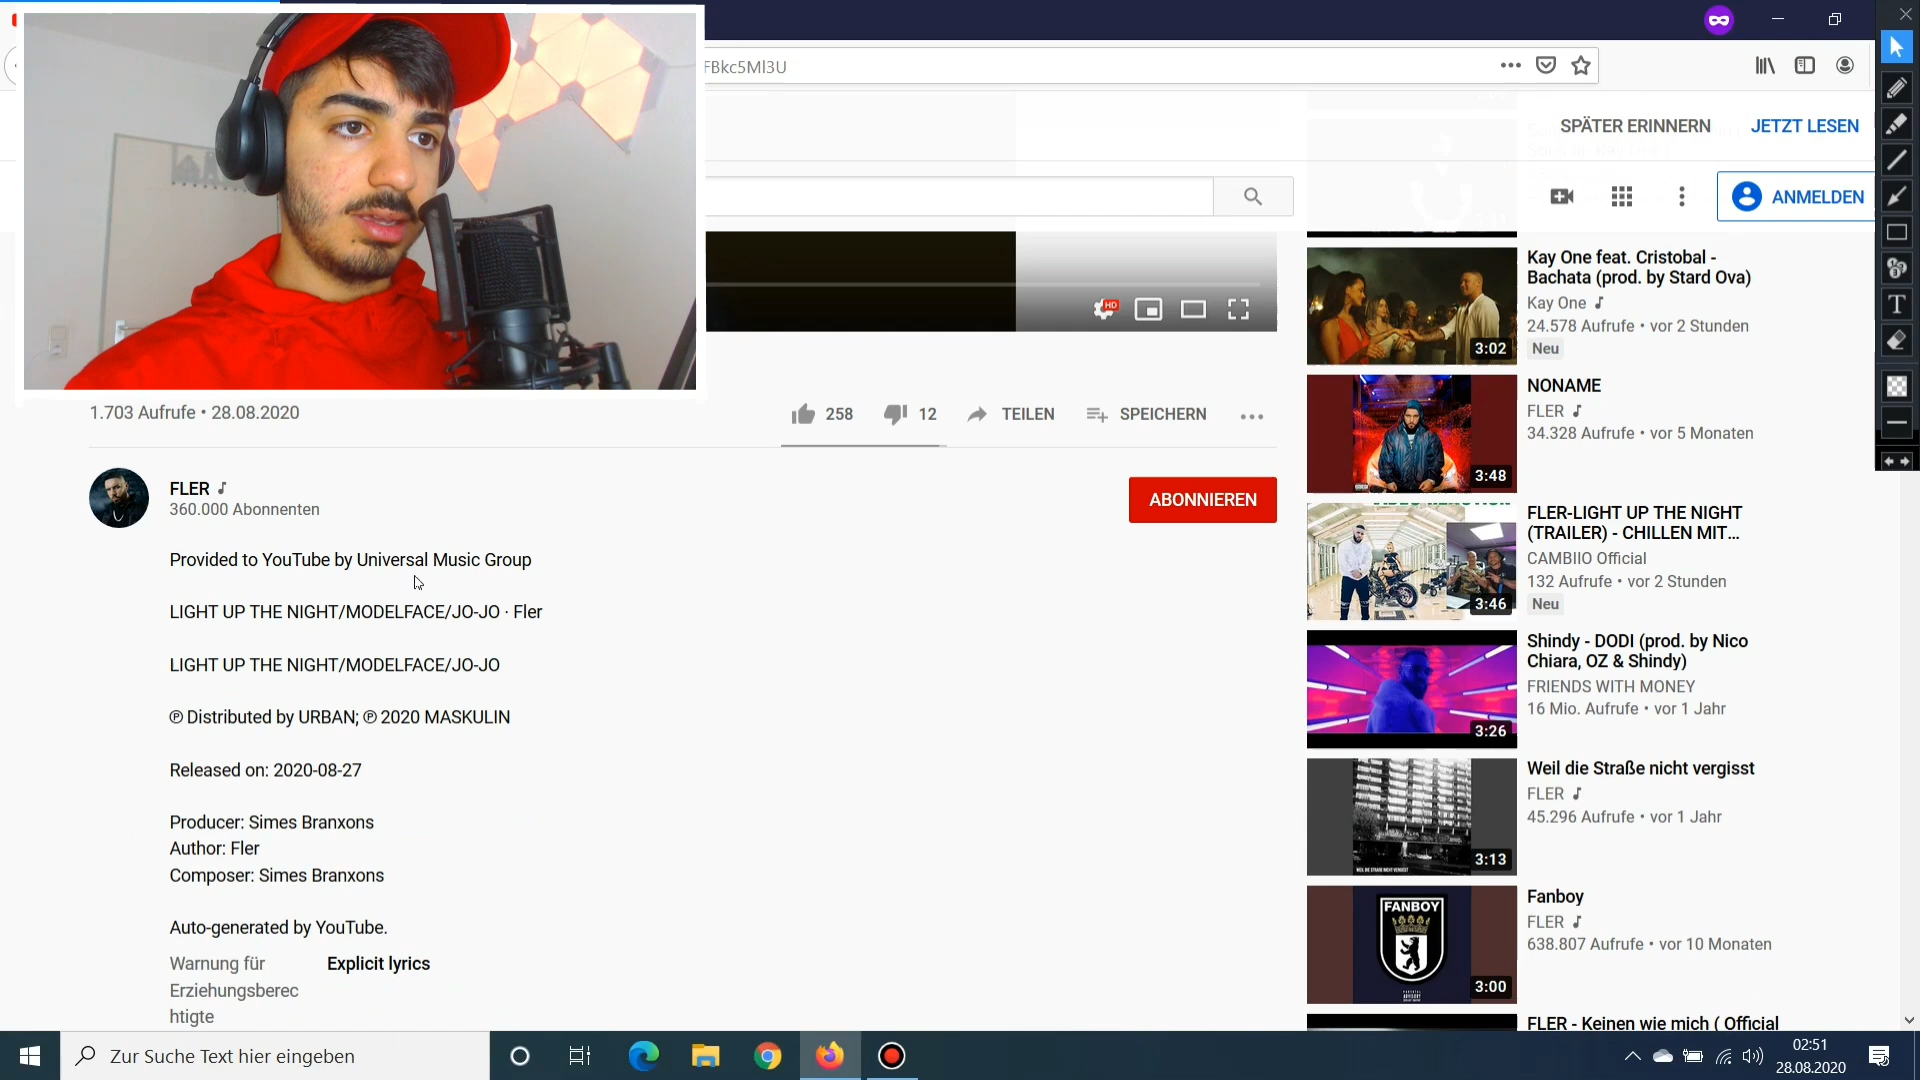 FBkc5Ml3U
SPÄTER ERINNERN
JETZT LESEN
ANMELDEN
HD
1.703 Aufrufe • 28.08.2020
258
12
TEILEN
SPEICHERN
FLER
360.000 Abonnenten
ABONNIEREN
Provided to YouTube by Universal Music Group
LIGHT UP THE NIGHT/MODELFACE/JO-JO · Fler
LIGHT UP THE NIGHT/MODELFACE/JO-JO
℗ Distributed by URBAN; ℗ 2020 MASKULIN
Released on: 2020-08-27
Producer: Simes Branxons
Author: Fler
Composer: Simes Branxons
Auto-generated by YouTube.
Warnung für
Erziehungsberec
htigte
Explicit lyrics
Kay One feat. Cristobal -
Bachata (prod. by Stard Ova)
Kay One
24.578 Aufrufe • vor 2 Stunden
Neu
3:02
NONAME
FLER
34.328 Aufrufe • vor 5 Monaten
3:48
FLER-LIGHT UP THE NIGHT
(TRAILER) - CHILLEN MIT...
CAMBIIO Official
132 Aufrufe • vor 2 Stunden
Neu
3:46
Shindy - DODI (prod. by Nico
Chiara, OZ & Shindy)
FRIENDS WITH MONEY
16 Mio. Aufrufe • vor 1 Jahr
3:26
Weil die Straße nicht vergisst
FLER
45.296 Aufrufe • vor 1 Jahr
WEIL DIE STRAßE NICHT VERGISST
3:13
Fanboy
FLER
638.807 Aufrufe • vor 10 Monaten
FANBOY
3:00
FLER - Keinen wie mich ( Official
Zur Suche Text hier eingeben
02:51
28.08.2020